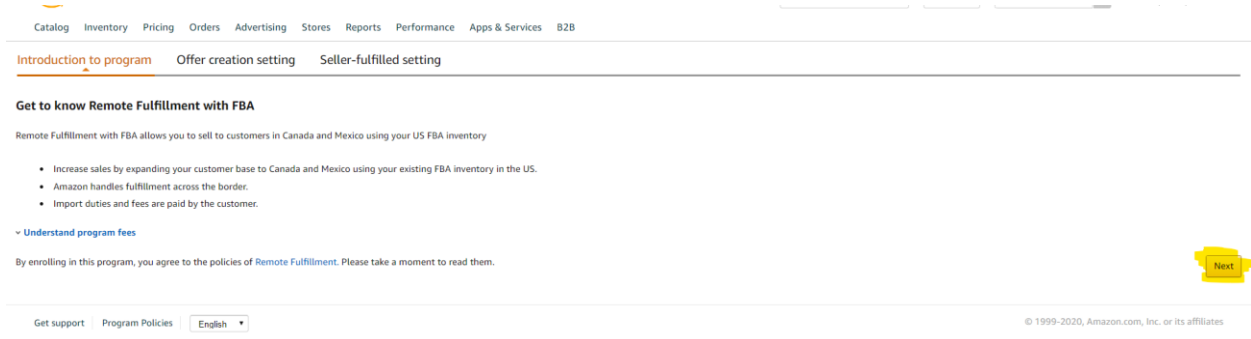 Catalog Inventory Pricing Orders Advertising Stores Reports Performance Apps & Services B2B
Introduction to program Offer creation setting Seller-fulfilled setting
Get to know Remote Fulfillment with FBA
Remote Fulfillment with FBA allows you to sell to customers in Canada and Mexico using your US FBA inventory
• Increase sales by expanding your customer base to Canada and Mexico using your existing FBA inventory in the US.
• Amazon handles fulfillment across the border.
• Import duties and fees are paid by the customer.
Understand program fees
By enrolling in this program, you agree to the policies of Remote Fulfillment. Please take a moment to read them.
Next
Get support Program Policies English © 1999-2020, Amazon.com, Inc. or its affiliates